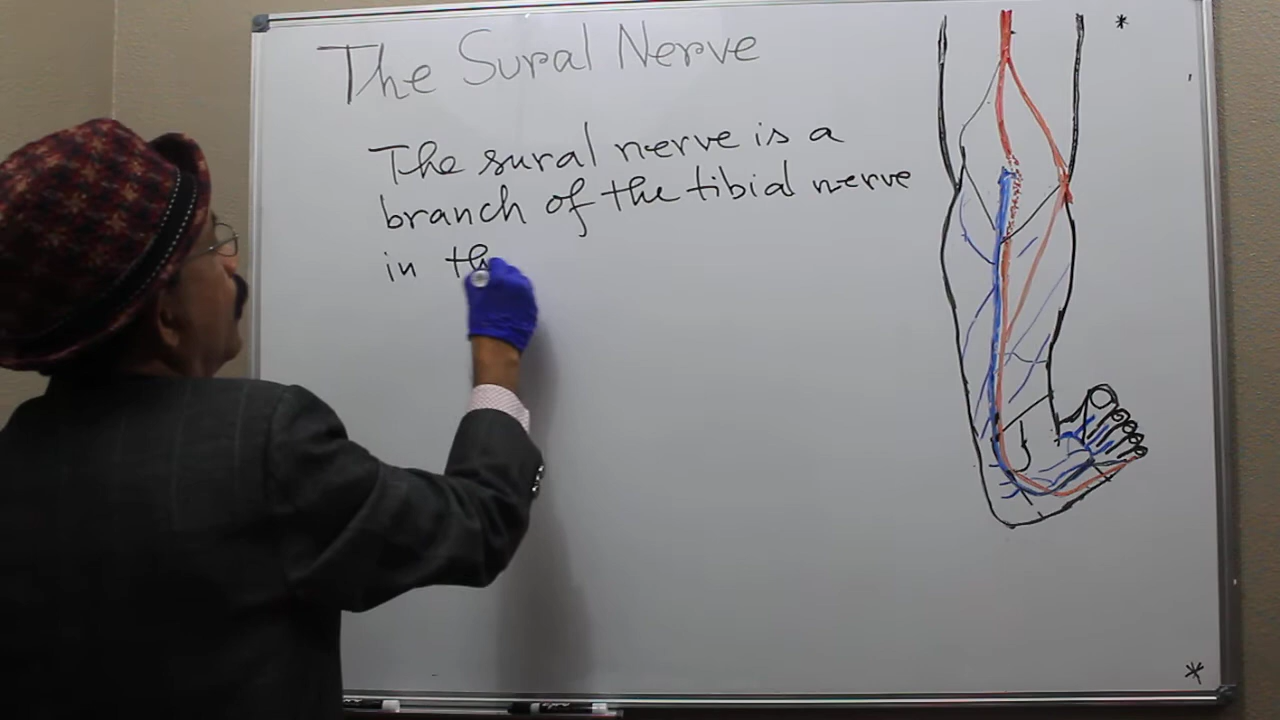 The Sural Nerve
The sural nerve is a
branch of the tibial nerve
in th